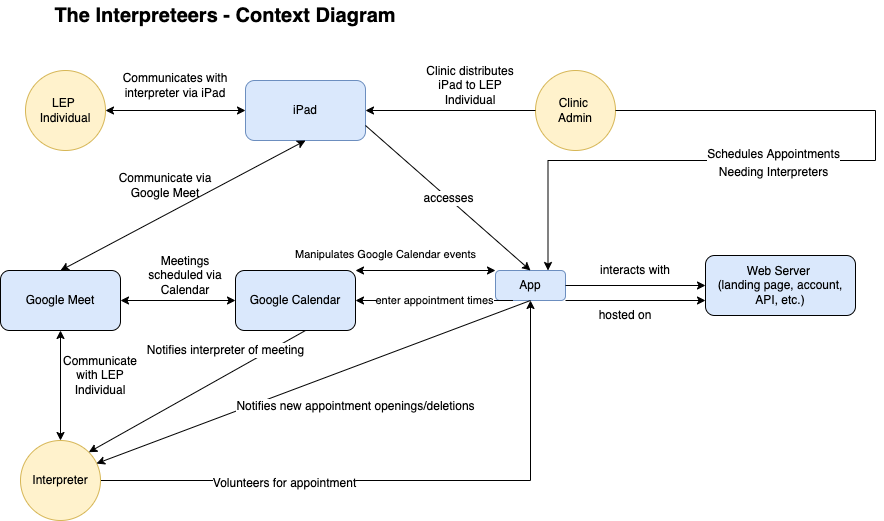 The Interpreteers - Context Diagram
Communicates with
interpreter via iPad
Clinic distributes
iPad to LEP
Individual
LEP
Individual
iPad
Clinic
Admin
Schedules Appointments
Needing Interpreters
Communicate via
Google Meet
accesses
Meetings
scheduled via
Calendar
Manipulates Google Calendar events
interacts with
Web Server
(landing page, account,
API, etc.)
Google Meet
Google Calendar
App
enter appointment times
hosted on
Notifies interpreter of meeting
Communicate
with LEP
Individual
Notifies new appointment openings/deletions
Interpreter
Volunteers for appointment